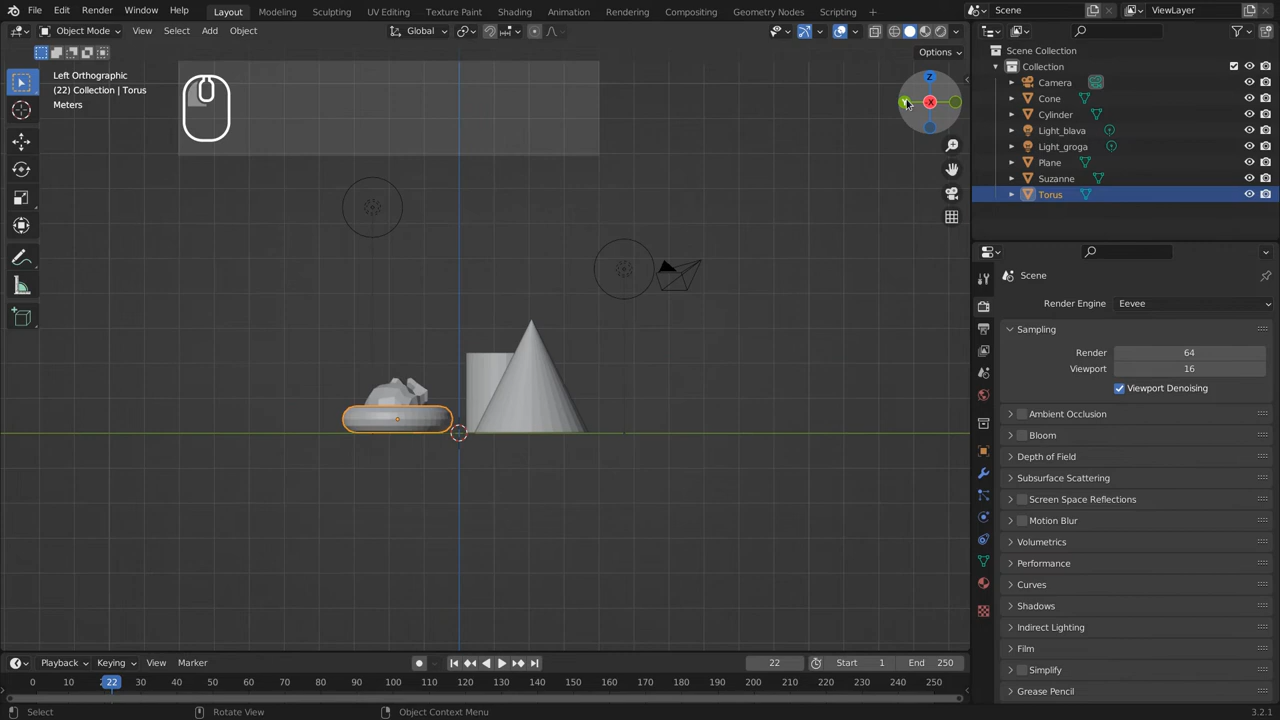 File Edit Render Window Help Layout Modeling Sculpting UV Editing Texture Paint Shading Animation Rendering Compositing Geometry Nodes Scripting Scene ViewLayer
Object Mode View Select Add Object Global
Options
Left Orthographic
(22) Collection | Torus
Meters
Z
Y
-X
Scene Collection
Collection
Camera
Cone
Cylinder
Light_blava
Light_groga
Plane
Suzanne
Torus
Scene
Render Engine Eevee
Sampling
Render 64
Viewport 16
Viewport Denoising
Ambient Occlusion
Bloom
Depth of Field
Subsurface Scattering
Screen Space Reflections
Motion Blur
Volumetrics
Performance
Curves
Shadows
Indirect Lighting
Film
Simplify
Grease Pencil
Playback Keying View Marker 22 Start 1 End 250
0 22 30 40 50 60 70 80 90 100 110 120 130 140 150 160 170 180 190 200 210 220 230 240 250
Select Rotate View Object Context Menu 3.2.1